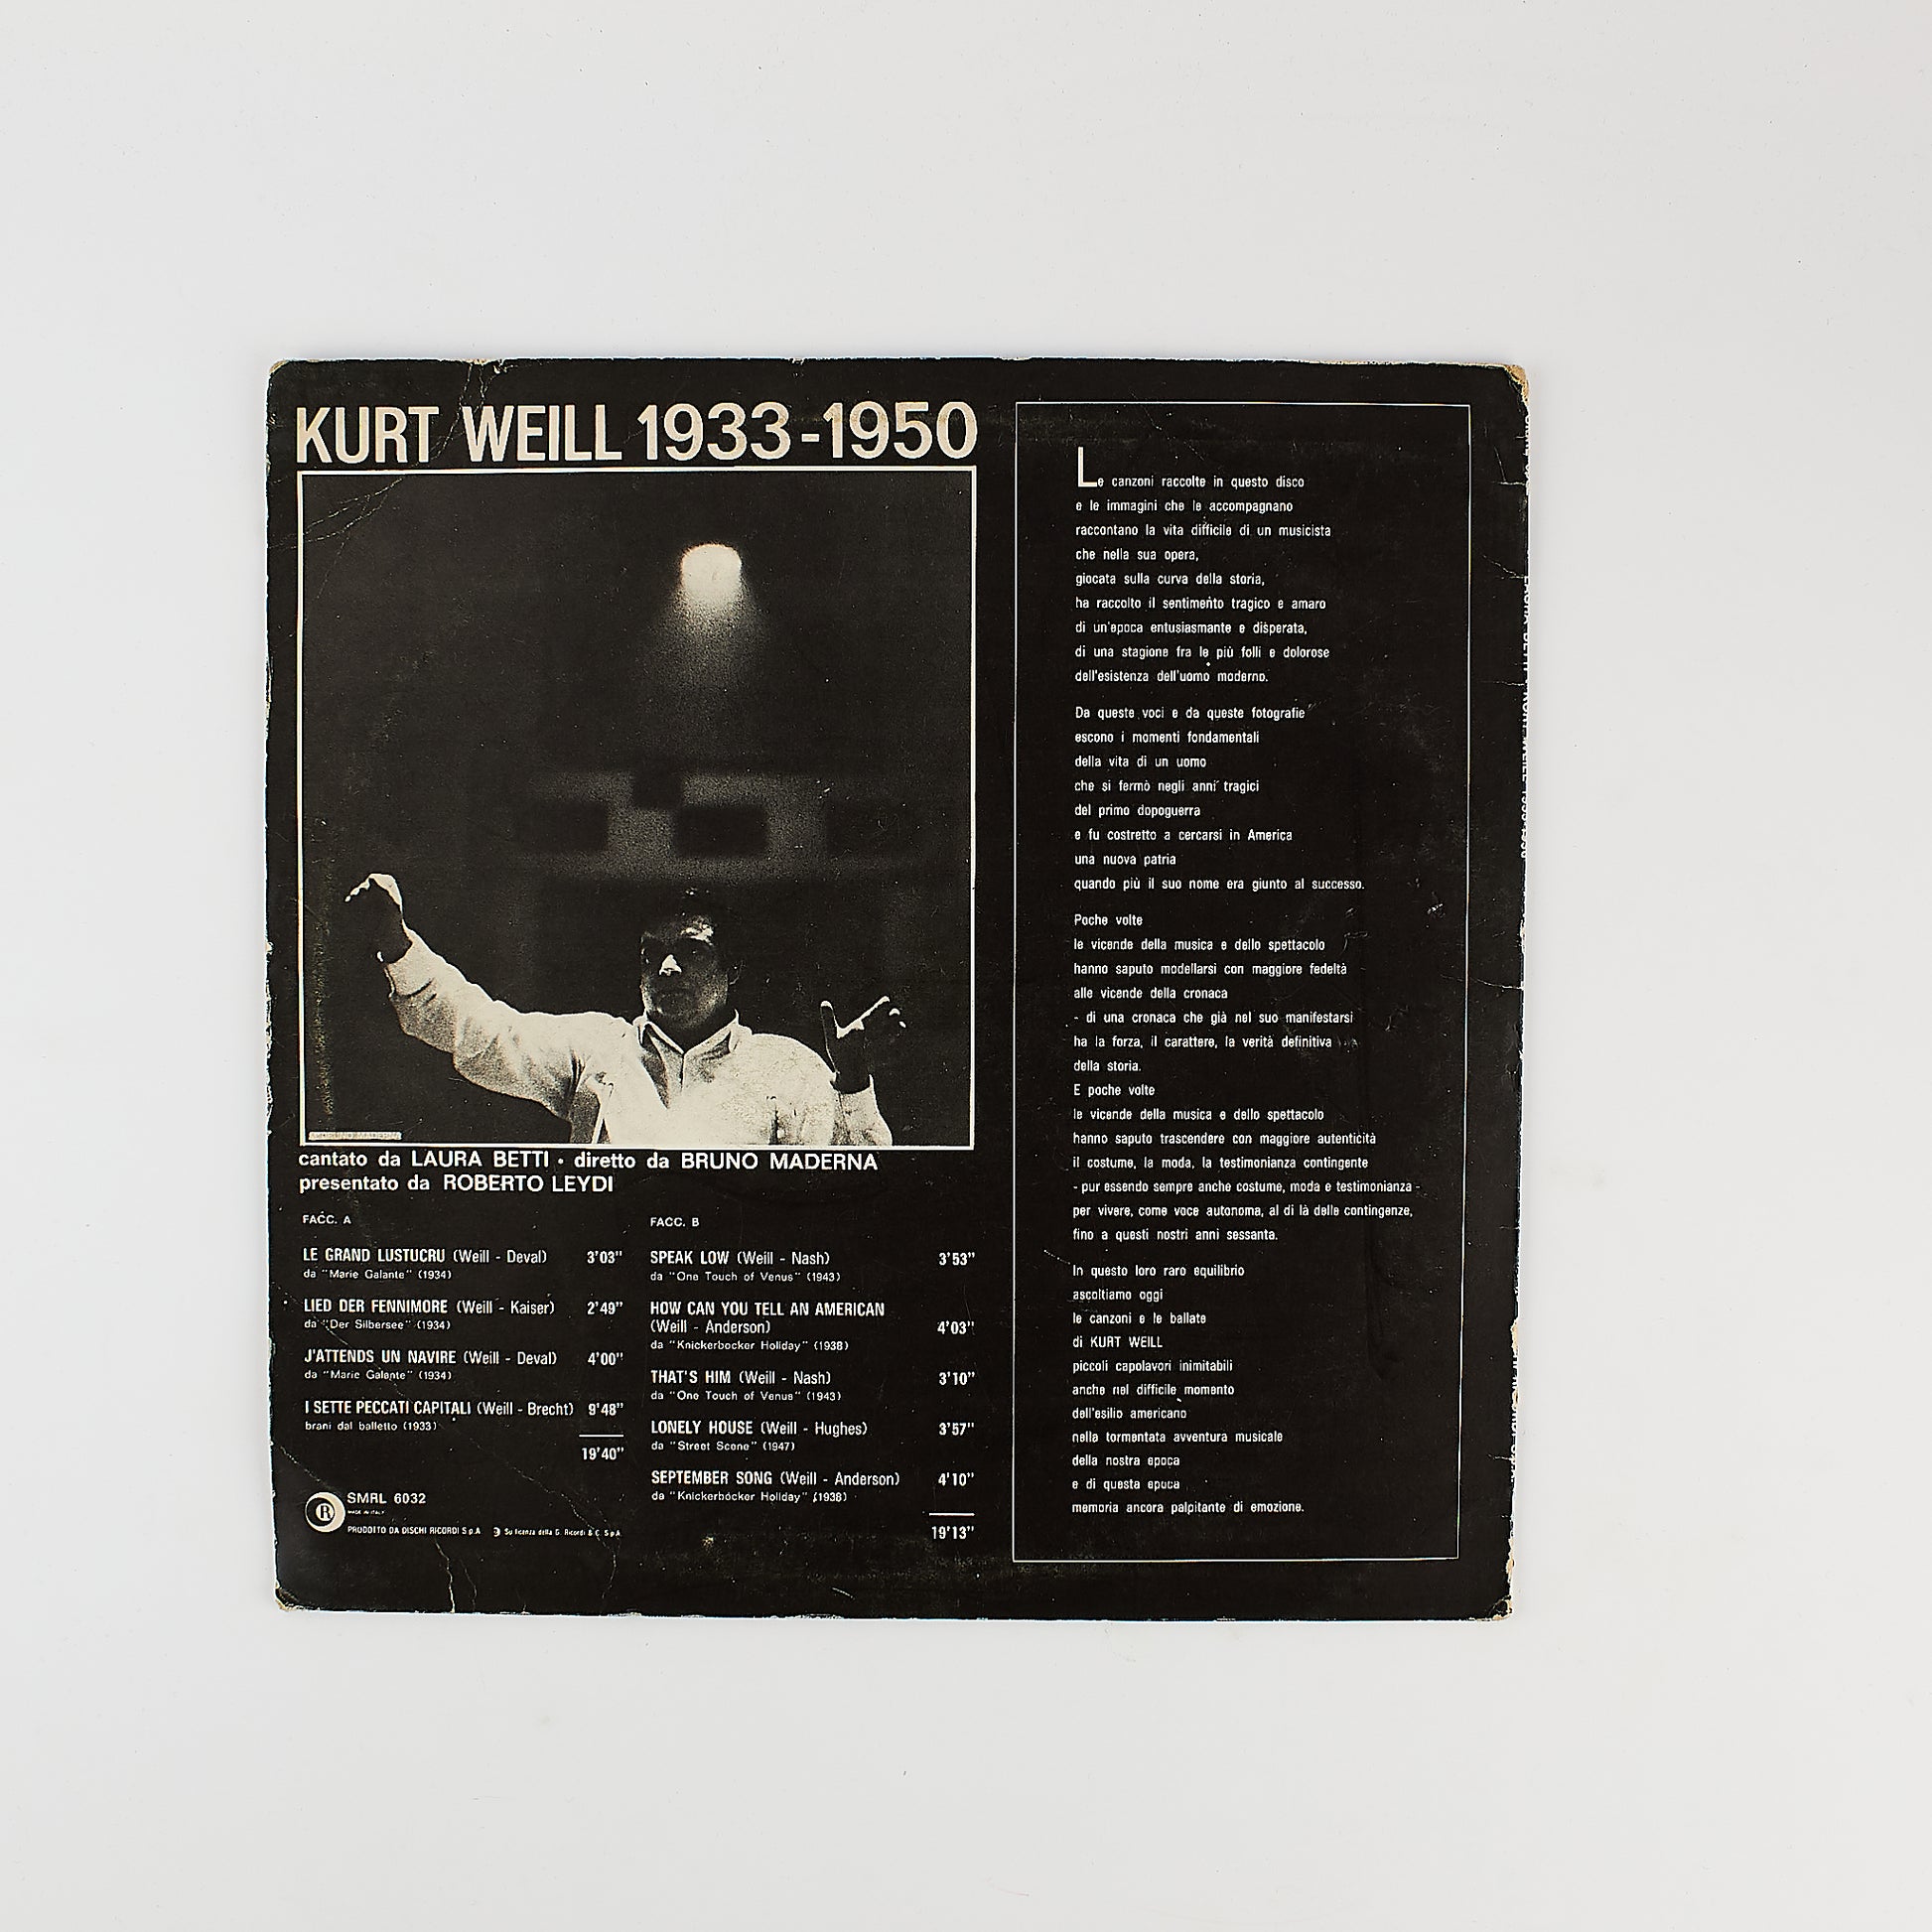 KURT WEILL 1933-1950
BRUNO MADERNA
cantato da LAURA BETTI • diretto da BRUNO MADERNA
presentato da ROBERTO LEYDI
FACC. A
LE GRAND LUSTUCRU (Weill - Deval) 3'03"
da "Marie Galante" (1934)
LIED DER FENNIMORE (Weill - Kaiser) 2'49"
da "Der Silbersee" (1934)
J'ATTENDS UN NAVIRE (Weill - Deval) 4'00"
da "Marie Galante" (1934)
I SETTE PECCATI CAPITALI (Weill - Brecht) 9'48"
brani dal balletto (1933)
19'40"
FACC. B
SPEAK LOW (Weill - Nash) 3'53"
da "One Touch of Venus" (1943)
HOW CAN YOU TELL AN AMERICAN
(Weill - Anderson) 4'03"
da "Knickerbocker Holiday" (1938)
THAT'S HIM (Weill - Nash) 3'10"
da "One Touch of Venus" (1943)
LONELY HOUSE (Weill - Hughes) 3'57"
da "Street Scene" (1947)
SEPTEMBER SONG (Weill - Anderson) 4'10"
da "Knickerbocker Holiday" (1938)
19'13"
R
SMRL 6032
MADE IN ITALY
PRODOTTO DA DISCHI RICORDI S.p.A. Su licenza della G. Ricordi & C. S.p.A.
Le canzoni raccolte in questo disco
e le immagini che le accompagnano
raccontano la vita difficile di un musicista
che nella sua opera,
giocata sulla curva della storia,
ha raccolto il sentimento tragico e amaro
di un'epoca entusiasmante e disperata,
di una stagione fra le più folli e dolorose
dell'esistenza dell'uomo moderno.
Da queste voci e da queste fotografie
escono i momenti fondamentali
della vita di un uomo
che si fermò negli anni tragici
del primo dopoguerra
e fu costretto a cercarsi in America
una nuova patria
quando più il suo nome era giunto al successo.
Poche volte
le vicende della musica e dello spettacolo
hanno saputo modellarsi con maggiore fedeltà
alle vicende della cronaca
- di una cronaca che già nel suo manifestarsi
ha la forza, il carattere, la verità definitiva
della storia.
E poche volte
le vicende della musica e dello spettacolo
hanno saputo trascendere con maggiore autenticità
il costume, la moda, la testimonianza contingente
- pur essendo sempre anche costume, moda e testimonianza -
per vivere, come voce autonoma, al di là delle contingenze,
fino a questi nostri anni sessanta.
In questo loro raro equilibrio
ascoltiamo oggi
le canzoni e le ballate
di KURT WEILL
piccoli capolavori inimitabili
anche nel difficile momento
dell'esilio americano
nella tormentata avventura musicale
della nostra epoca
e di questa epoca
memoria ancora palpitante di emozione.